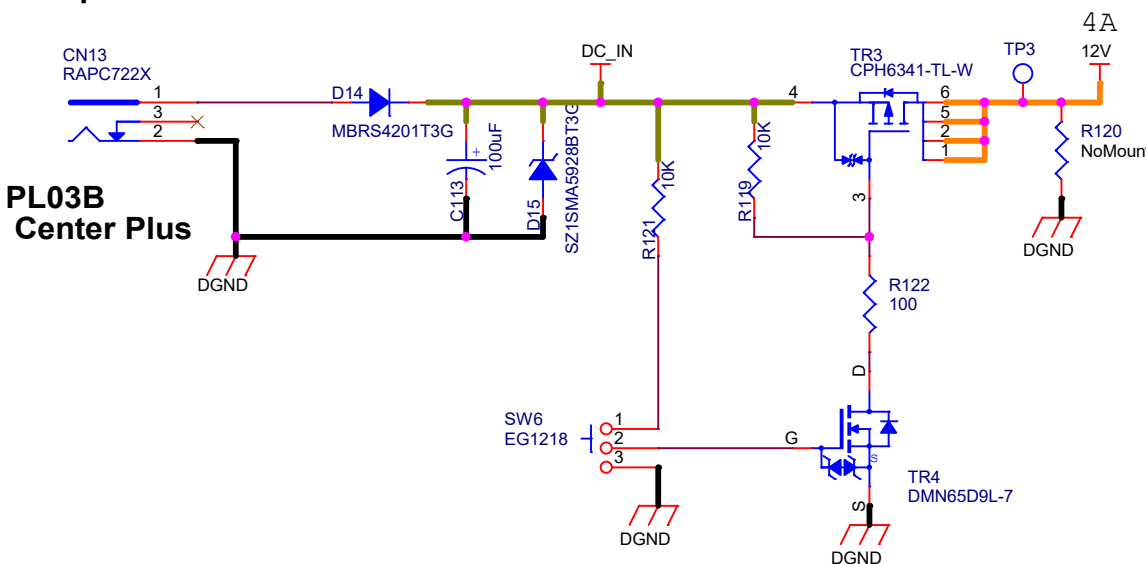 4A
CN13
RAPC722X
DC_IN
TR3
CPH6341-TL-W
TP3
12V
1
3
2
D14
MBRS4201T3G
4
6
5
2
1
3
+
100uF
C113
D15
SZ1SMA5928BT3G
10K
R121
10K
R119
R120
NoMount
PL03B
Center Plus
DGND
DGND
R122
100
D
SW6
EG1218
1
2
3
G
S
S
TR4
DMN65D9L-7
DGND
DGND